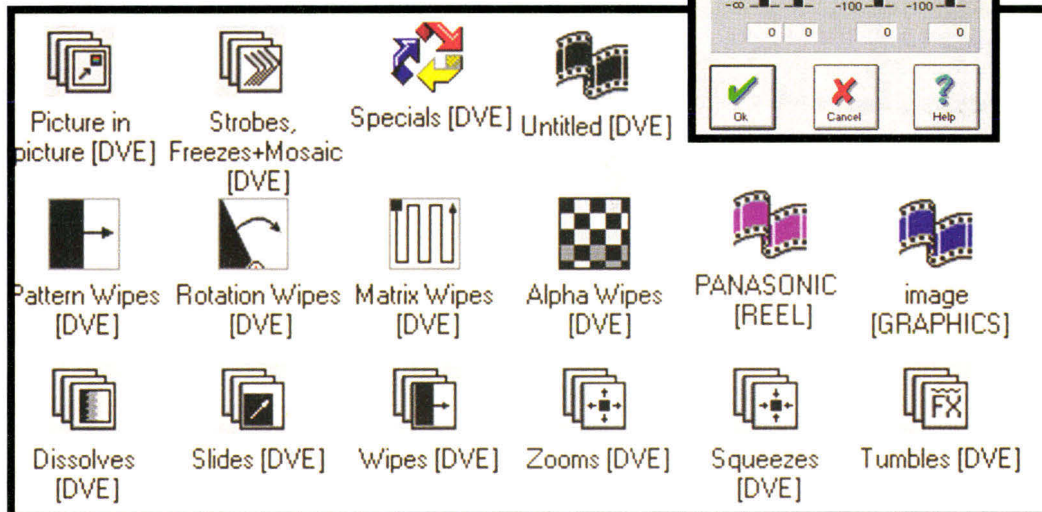 -∞ -100 -100
0 0 0 0
Ok Cancel Help
Picture in
picture [DVE]
Strobes,
Freezes+Mosaic
[DVE]
Specials [DVE]
Untitled [DVE]
Pattern Wipes
[DVE]
Rotation Wipes
[DVE]
Matrix Wipes
[DVE]
Alpha Wipes
[DVE]
PANASONIC
[REEL]
image
[GRAPHICS]
Dissolves
[DVE]
Slides [DVE]
Wipes [DVE]
Zooms [DVE]
Squeezes
[DVE]
FX
Tumbles [DVE]